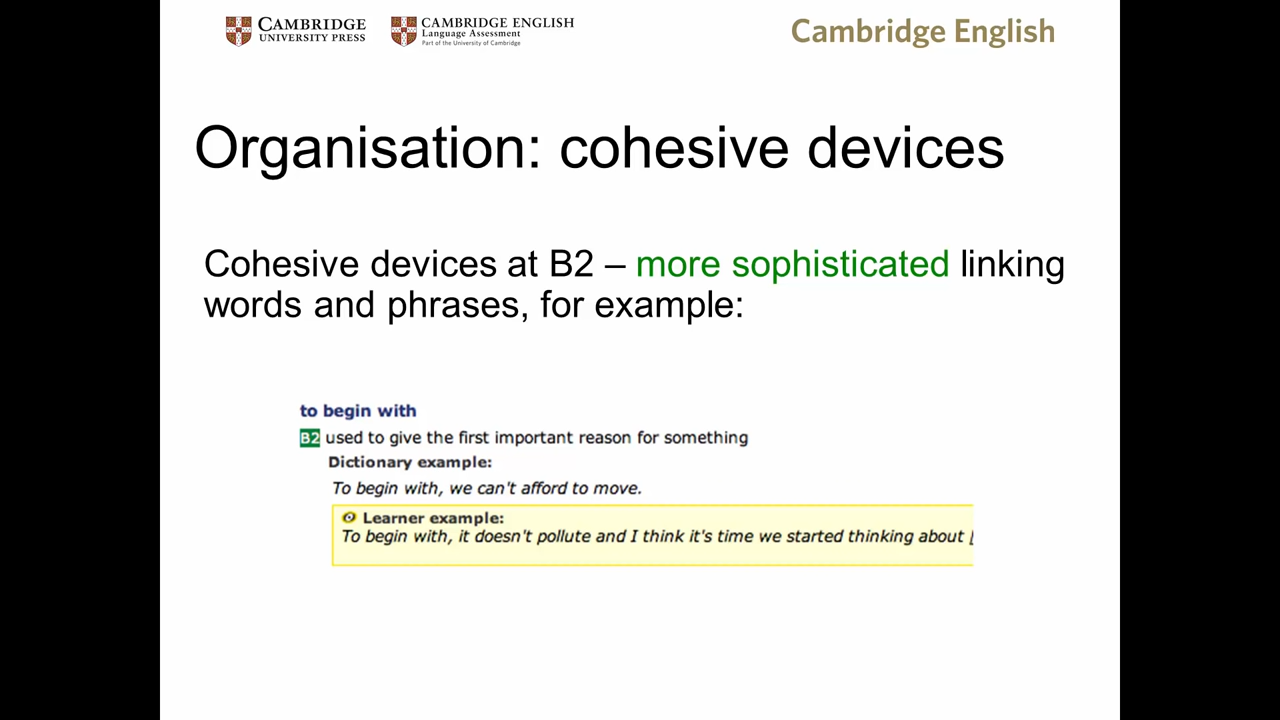 CAMBRIDGE
UNIVERSITY PRESS
CAMBRIDGE ENGLISH
Language Assessment
Part of the University of Cambridge
Cambridge English
Organisation: cohesive devices
Cohesive devices at B2 – more sophisticated linking
words and phrases, for example:
to begin with
B2 used to give the first important reason for something
Dictionary example:
To begin with, we can't afford to move.
Learner example:
To begin with, it doesn't pollute and I think it's time we started thinking about [